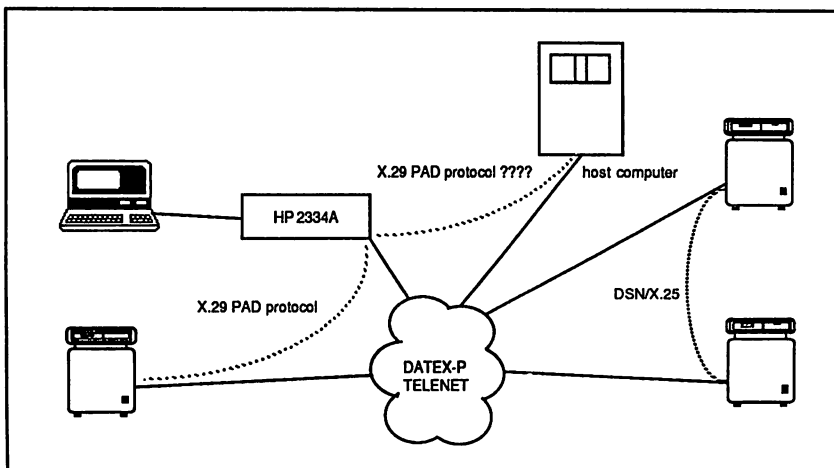 X.29 PAD protocol ????
host computer
HP 2334A
DSN/X.25
X.29 PAD protocol
DATEX-P
TELENET